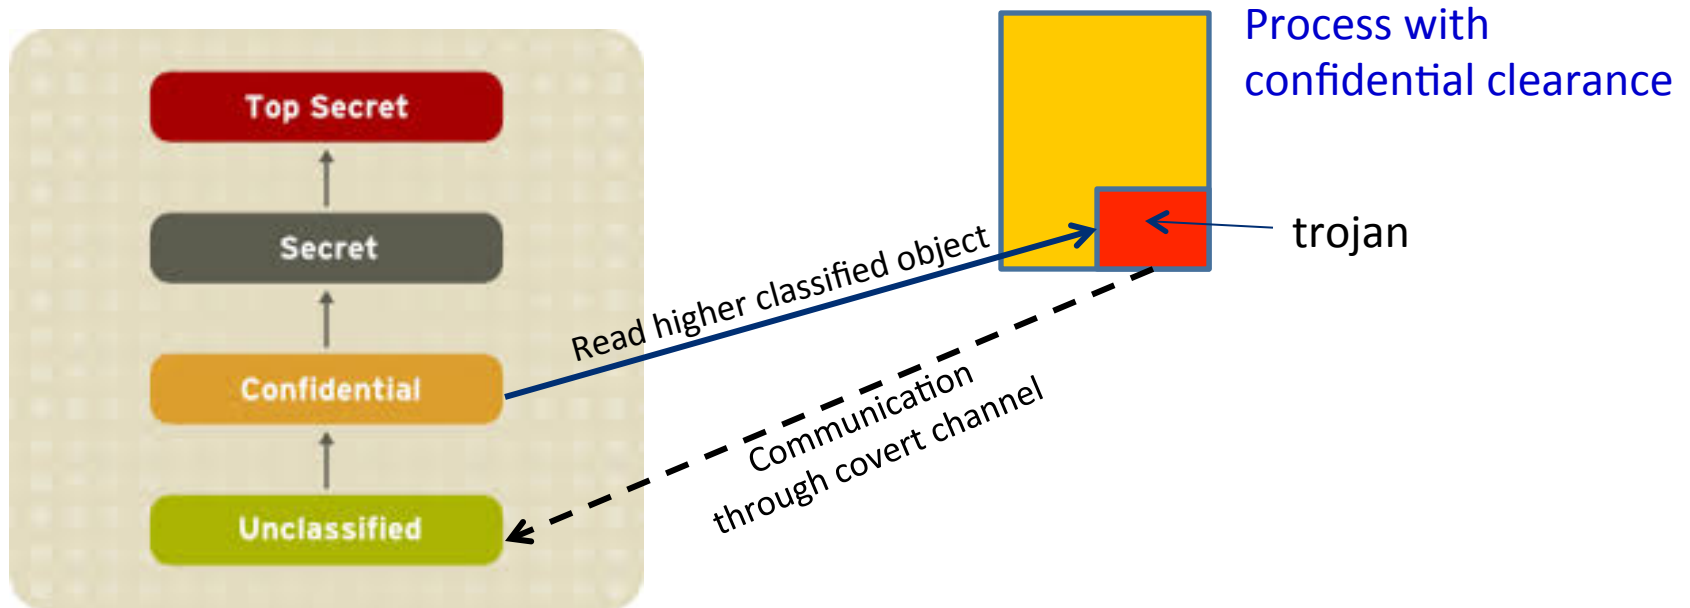 Top Secret
Secret
Confidential
Unclassified
Read higher classified object
Communication
through covert channel
Process with
confidential clearance
trojan